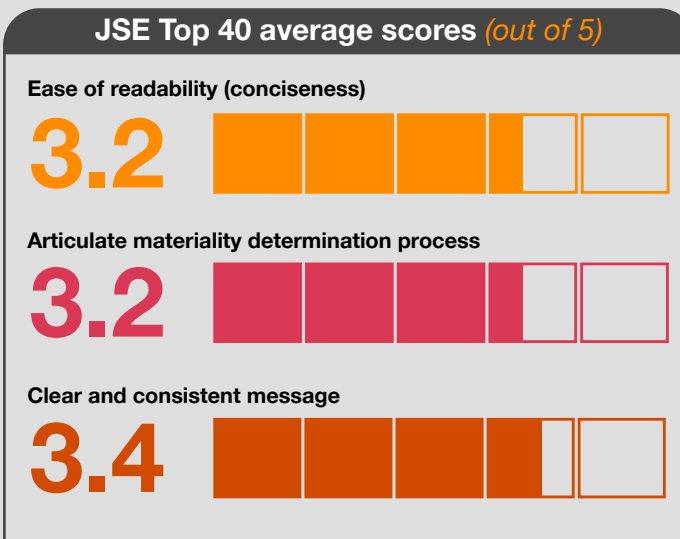 JSE Top 40 average scores (out of 5)
Ease of readability (conciseness)
3.2
Articulate materiality determination process
3.2
Clear and consistent message
3.4